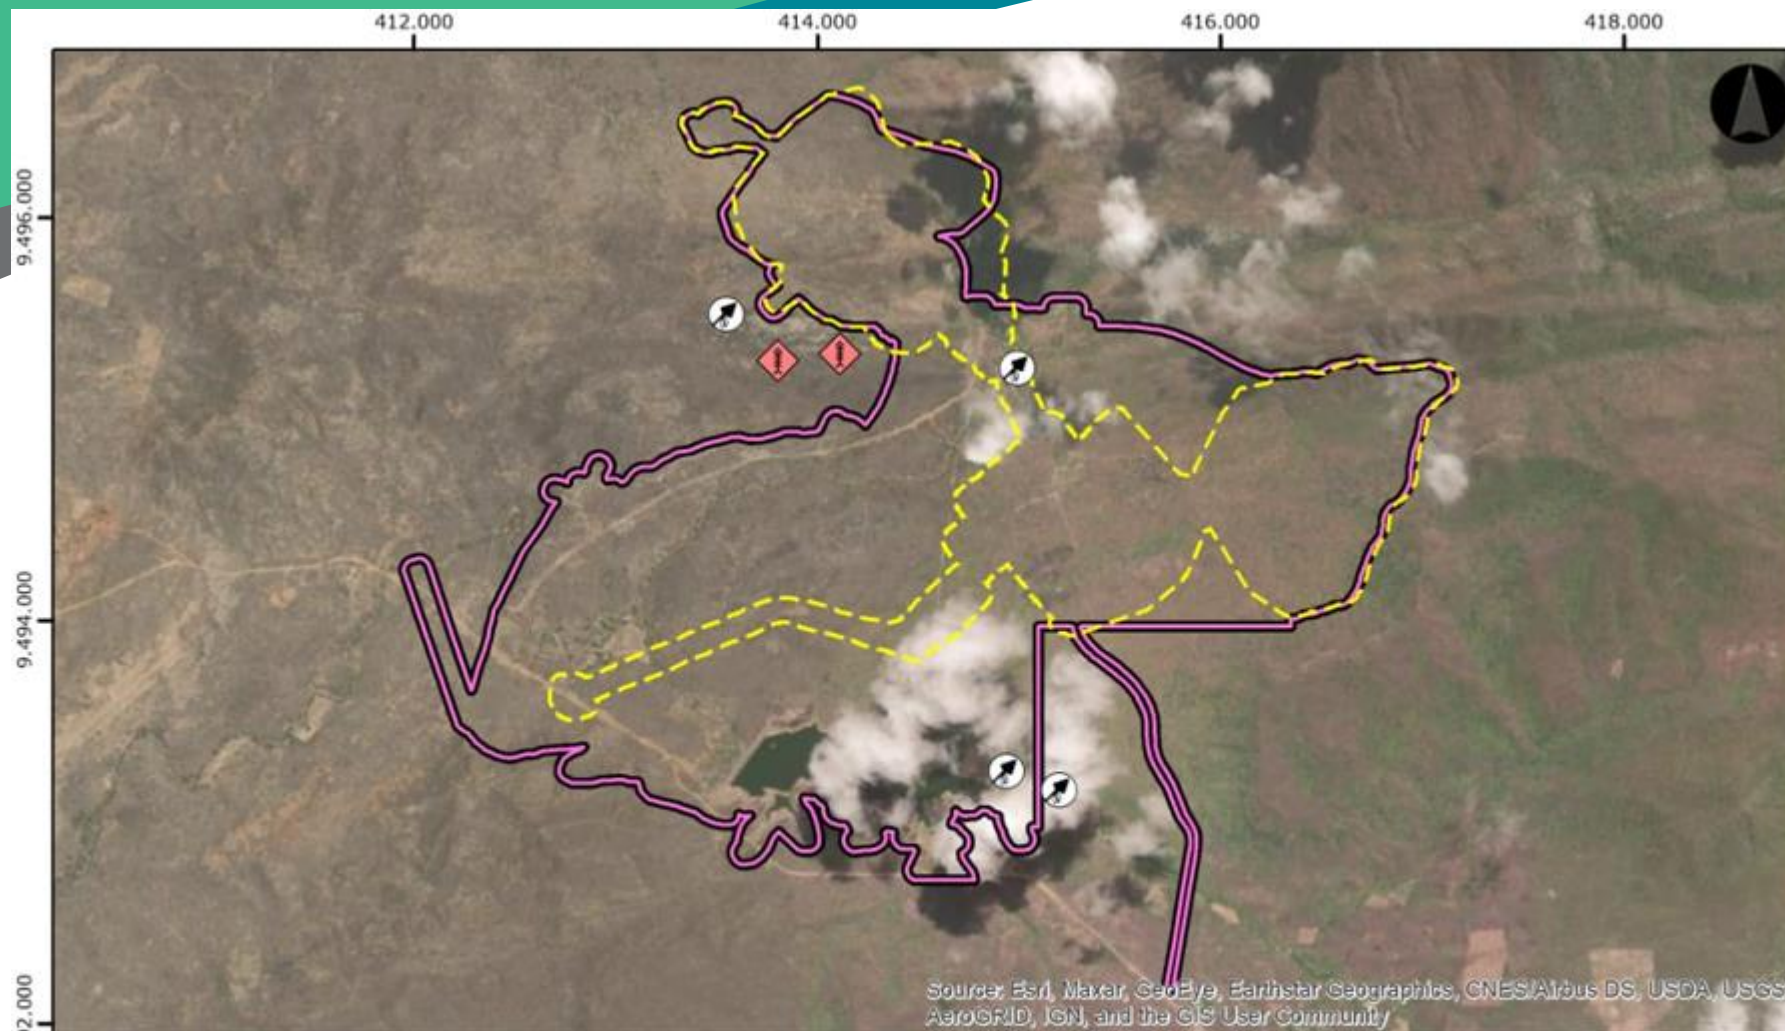 412.000 414.000 416.000 418.000
9.496.000
9.494.000
92.000
Source: Esri, Maxar, GeoEye, Earthstar Geographics, CNES/Airbus DS, USDA, USGS
AeroGRID, IGN, and the GIS User Community